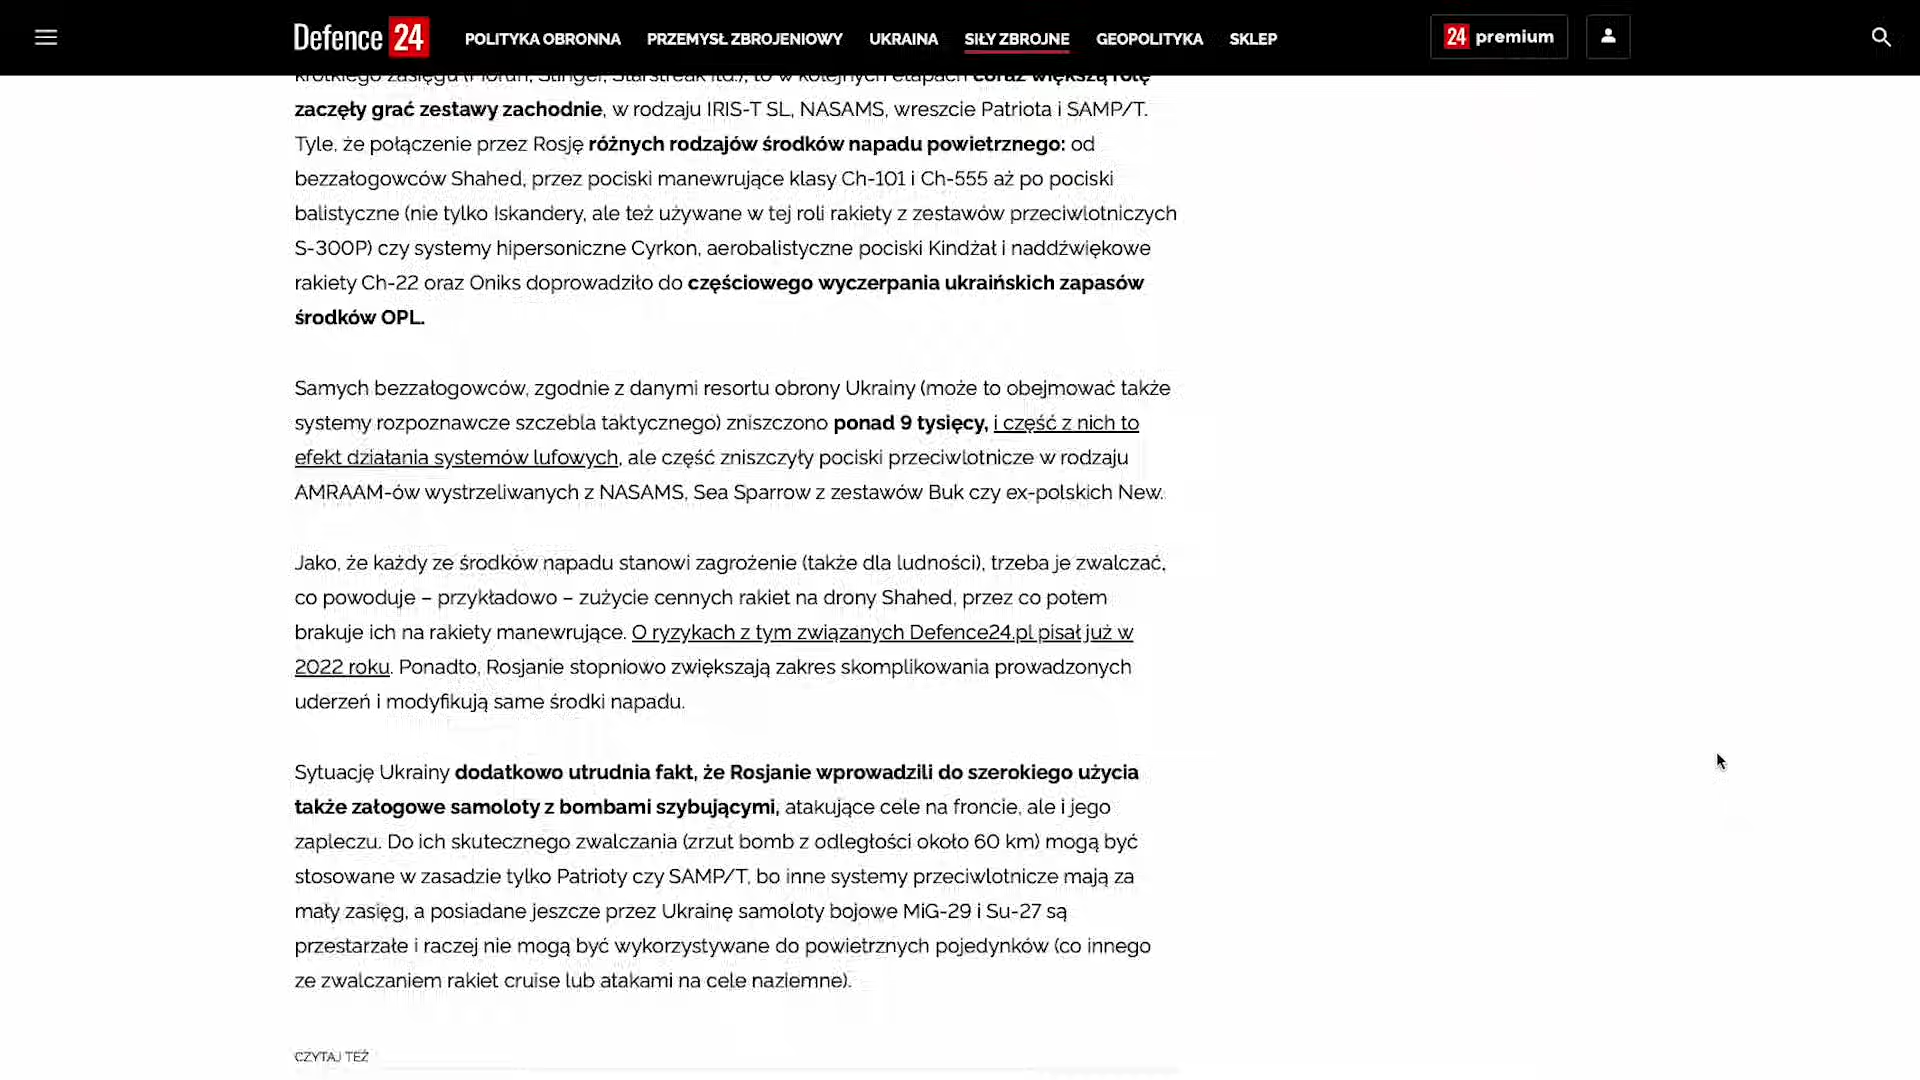 Defence 24
POLITYKA OBRONNA PRZEMYSŁ ZBROJENIOWY UKRAINA SIŁY ZBROJNE GEOPOLITYKA SKLEP
24 premium
krótkiego zasięgu (Piorun, Stinger, Starstreak itd.), to w kolejnych etapach coraz większą rolę
zaczęły grać zestawy zachodnie, w rodzaju IRIS-T SL, NASAMS, wreszcie Patriota i SAMP/T.
Tyle, że połączenie przez Rosję różnych rodzajów środków napadu powietrznego: od
bezzałogowców Shahed, przez pociski manewrujące klasy Ch-101 i Ch-555 aż po pociski
balistyczne (nie tylko Iskandery, ale też używane w tej roli rakiety z zestawów przeciwlotniczych
S-300P) czy systemy hipersoniczne Cyrkon, aerobalistyczne pociski Kindżał i naddźwiękowe
rakiety Ch-22 oraz Oniks doprowadziło do częściowego wyczerpania ukraińskich zapasów
środków OPL.
Samych bezzałogowców, zgodnie z danymi resortu obrony Ukrainy (może to obejmować także
systemy rozpoznawcze szczebla taktycznego) zniszczono ponad 9 tysięcy, i część z nich to
efekt działania systemów lufowych, ale część zniszczyły pociski przeciwlotnicze w rodzaju
AMRAAM-ów wystrzeliwanych z NASAMS, Sea Sparrow z zestawów Buk czy ex-polskich New.
Jako, że każdy ze środków napadu stanowi zagrożenie (także dla ludności), trzeba je zwalczać,
co powoduje – przykładowo – zużycie cennych rakiet na drony Shahed, przez co potem
brakuje ich na rakiety manewrujące. O ryzykach z tym związanych Defence24.pl pisał już w
2022 roku. Ponadto, Rosjanie stopniowo zwiększają zakres skomplikowania prowadzonych
uderzeń i modyfikują same środki napadu.
Sytuację Ukrainy dodatkowo utrudnia fakt, że Rosjanie wprowadzili do szerokiego użycia
także załogowe samoloty z bombami szybującymi, atakujące cele na froncie, ale i jego
zapleczu. Do ich skutecznego zwalczania (zrzut bomb z odległości około 60 km) mogą być
stosowane w zasadzie tylko Patrioty czy SAMP/T, bo inne systemy przeciwlotnicze mają za
mały zasięg, a posiadane jeszcze przez Ukrainę samoloty bojowe MiG-29 i Su-27 są
przestarzałe i raczej nie mogą być wykorzystywane do powietrznych pojedynków (co innego
ze zwalczaniem rakiet cruise lub atakami na cele naziemne).
CZYTAJ TEŻ